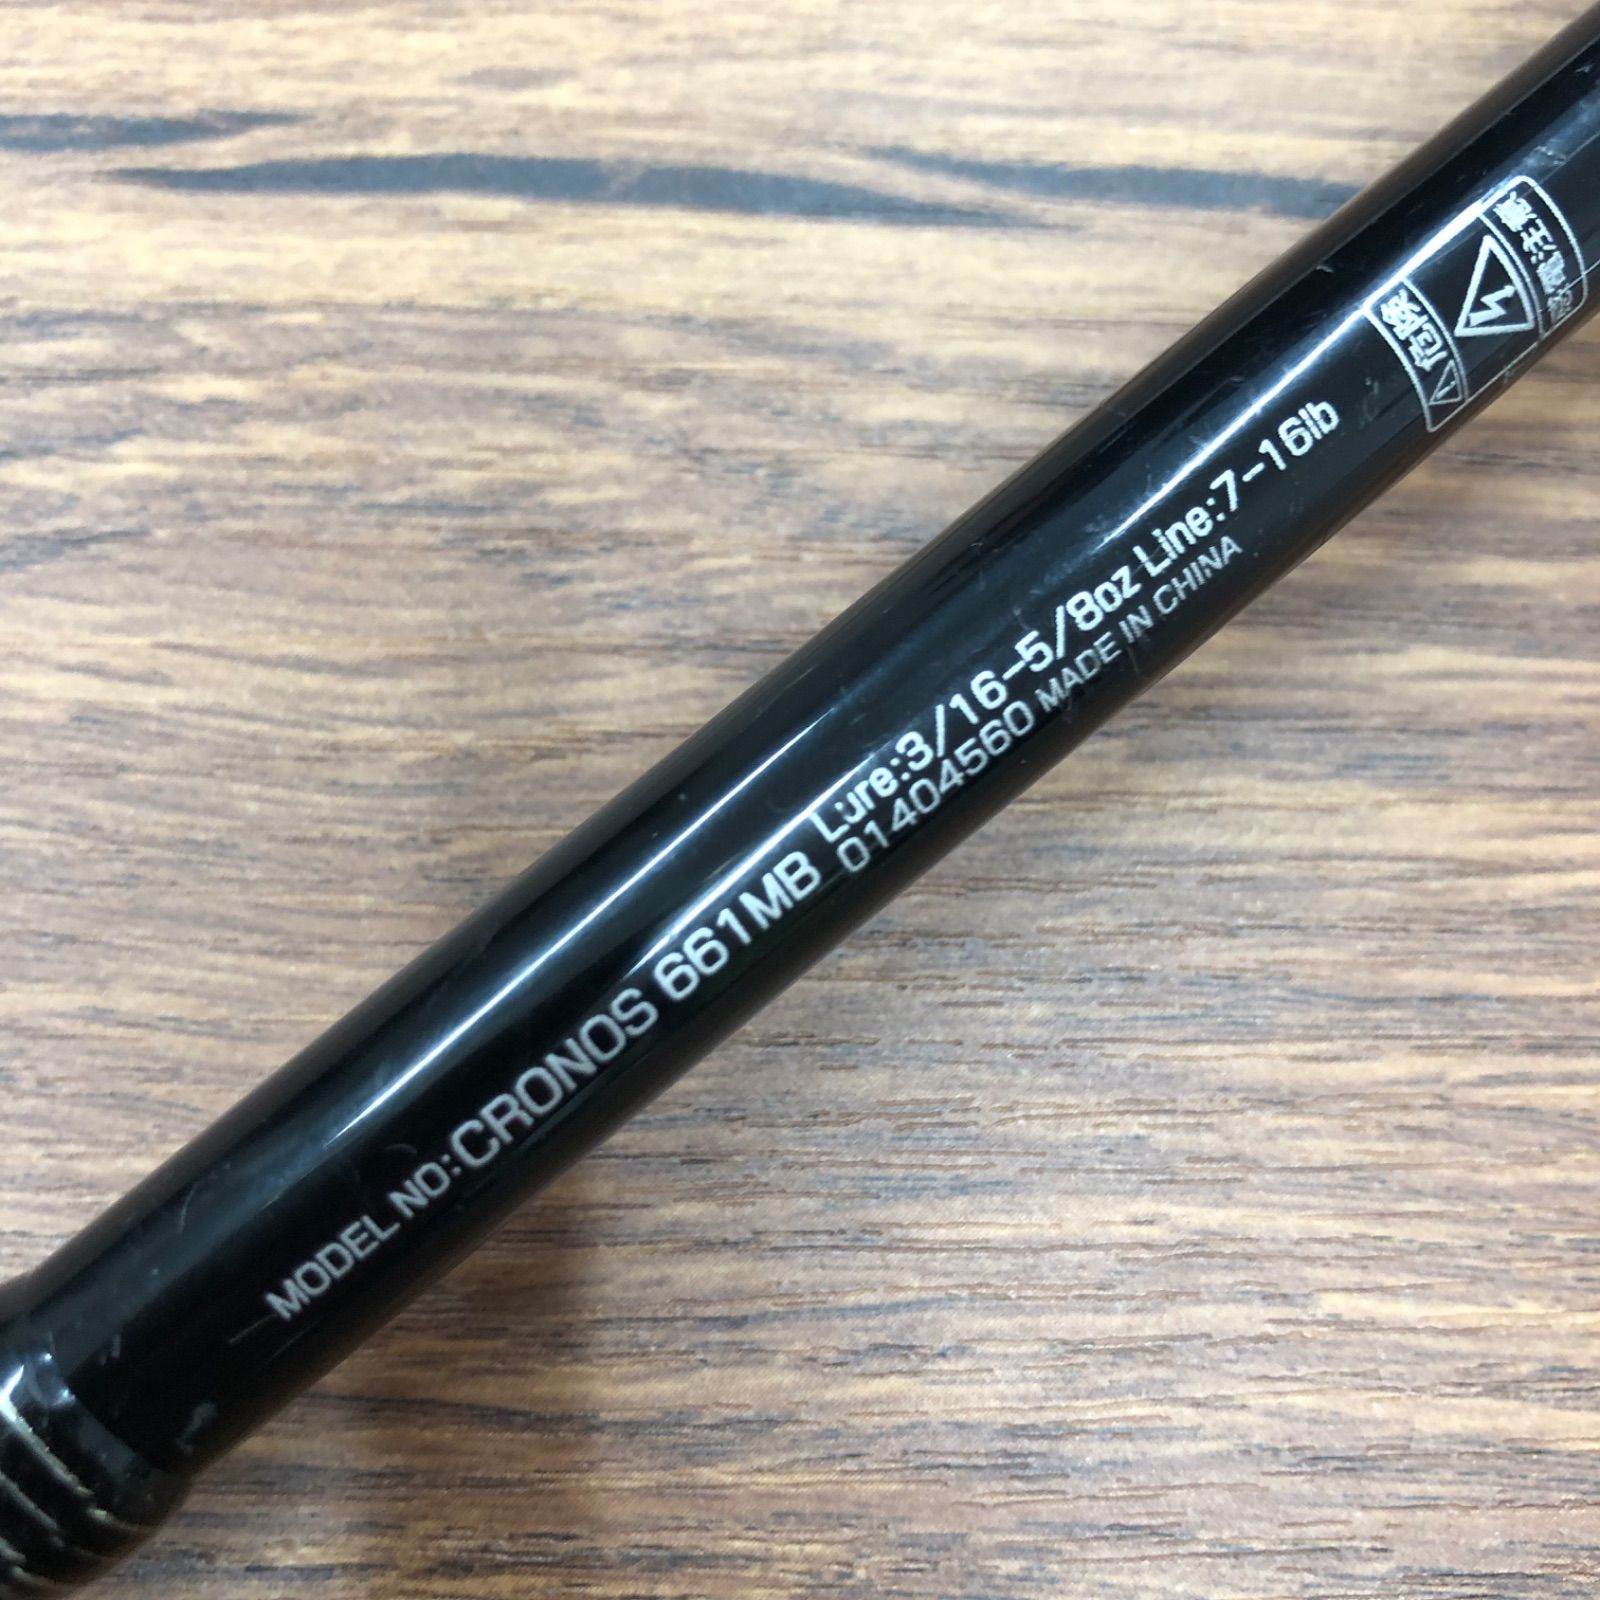 MODEL NO:CRONOS 661MB Lure:3/16-5/8oz Line:7-16lb
01404560 MADE IN CHINA
危険
感電注意